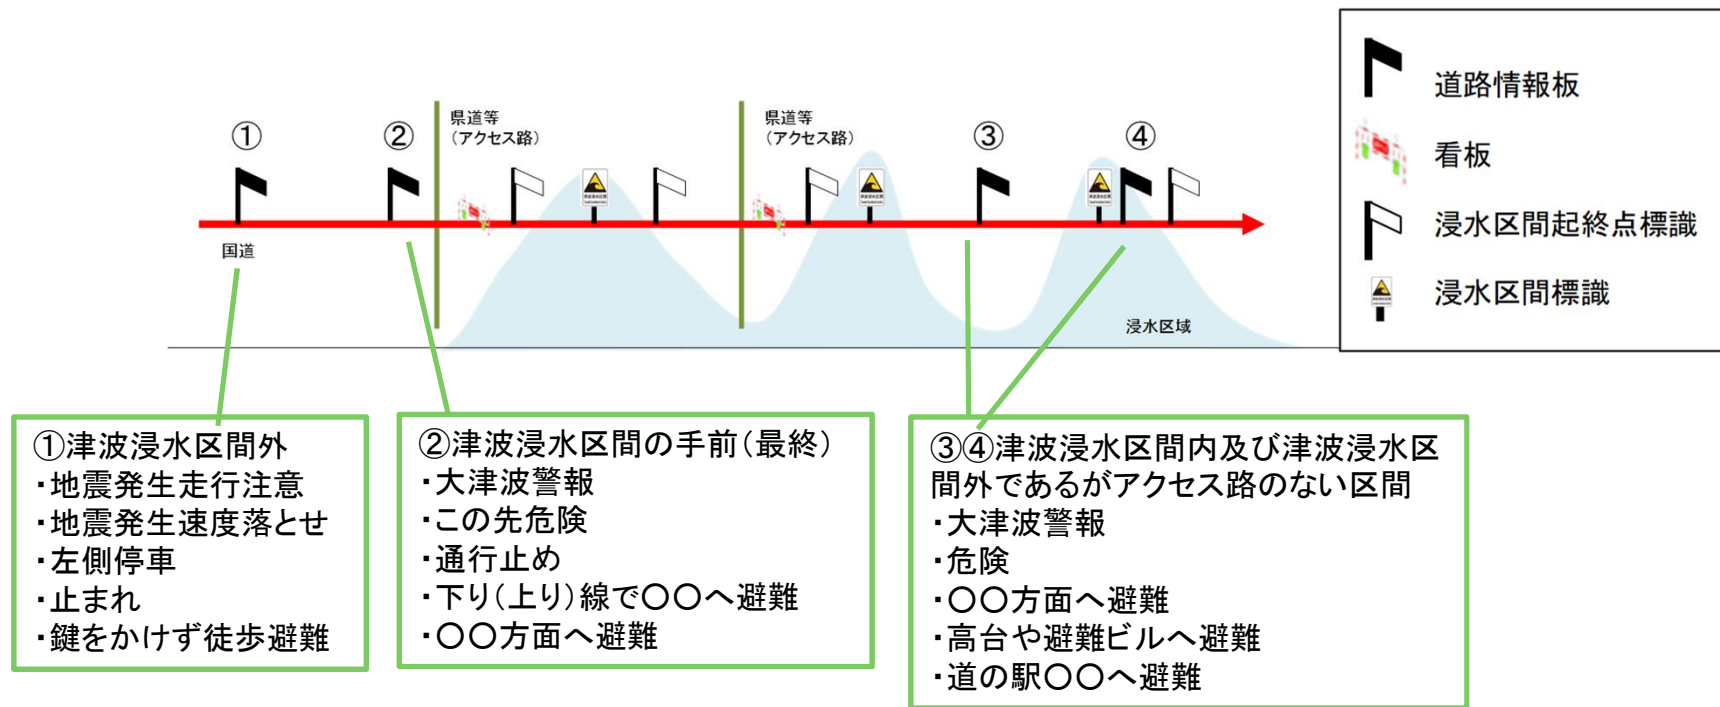 ①
②
県道等
(アクセス路)
県道等
(アクセス路)
③
④
国道
浸水区域
道路情報板
看板
浸水区間起終点標識
浸水区間標識
①津波浸水区間外
・地震発生走行注意
・地震発生速度落とせ
・左側停車
・止まれ
・鍵をかけず徒歩避難
②津波浸水区間の手前(最終)
・大津波警報
・この先危険
・通行止め
・下り(上り)線で〇〇へ避難
・〇〇方面へ避難
③④津波浸水区間内及び津波浸水区
間外であるがアクセス路のない区間
・大津波警報
・危険
・〇〇方面へ避難
・高台や避難ビルへ避難
・道の駅〇〇へ避難